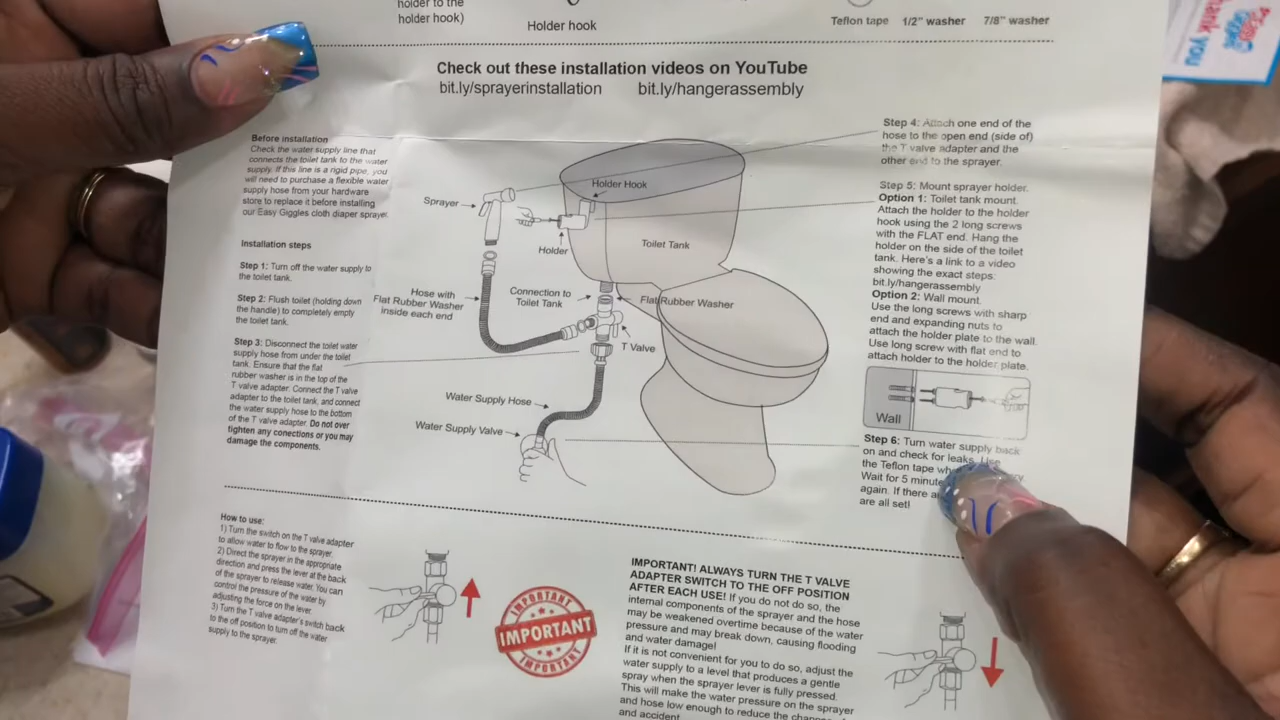 holder to the
holder hook)
Holder hook
Teflon tape 1/2" washer 7/8" washer
Check out these installation videos on YouTube
bit.ly/sprayerinstallation bit.ly/hangerassembly
Before installation
Check the water supply line that
connects the toilet tank to the water
supply. If this line is a rigid pipe, you
will need to purchase a flexible water
supply hose from your hardware
store to replace it before installing
our Easy Giggles cloth diaper sprayer.
Installation steps
Step 1: Turn off the water supply to
the toilet tank.
Step 2: Flush toilet (holding down
the handle) to completely empty
the toilet tank.
Step 3: Disconnect the toilet water
supply hose from under the toilet
tank. Ensure that the flat
rubber washer is in the top of the
T valve adapter. Connect the T valve
adapter to the toilet tank, and connect
the water supply hose to the bottom
of the T valve adapter. Do not over
tighten any conections or you may
damage the components.
Sprayer
Holder Hook
Holder
Toilet Tank
Hose with
Flat Rubber Washer
inside each end
Connection to
Toilet Tank
Flat Rubber Washer
T Valve
Water Supply Hose
Water Supply Valve
Step 4: Attach one end of the
hose to the open end (side of)
the T valve adapter and the
other end to the sprayer.
Step 5: Mount sprayer holder.
Option 1: Toilet tank mount.
Attach the holder to the holder
hook using the 2 long screws
with the FLAT end. Hang the
holder on the side of the toilet
tank. Here's a link to a video
showing the exact steps:
bit.ly/hangerassembly
Option 2: Wall mount.
Use the long screws with sharp
end and expanding nuts to
attach the holder plate to the wall.
Use long screw with flat end to
attach holder to the holder plate.
Wall
Step 6: Turn water supply back
on and check for leaks. Use
the Teflon tape
Wait for 5
again. If there
are all set!
How to use:
1) Turn the switch on the T valve adapter
to allow water to flow to the sprayer.
2) Direct the sprayer in the appropriate
direction and press the lever at the back
of the sprayer to release water. You can
control the pressure of the water by
adjusting the force on the lever.
3) Turn the T valve adapter's switch back
to the off position to turn off the water
supply to the sprayer.
IMPORTANT
IMPORTANT
IMPORTANT
IMPORTANT! ALWAYS TURN THE T VALVE
ADAPTER SWITCH TO THE OFF POSITION
AFTER EACH USE! If you do not do so, the
internal components of the sprayer and the hose
may be weakened overtime because of the water
pressure and may break down, causing flooding
and water damage!
If it is not convenient for you to do so, adjust the
water supply to a level that produces a gentle
spray when the sprayer lever is fully pressed.
This will make the water pressure on the sprayer
and hose low enough to reduce the of
and accident
thank you